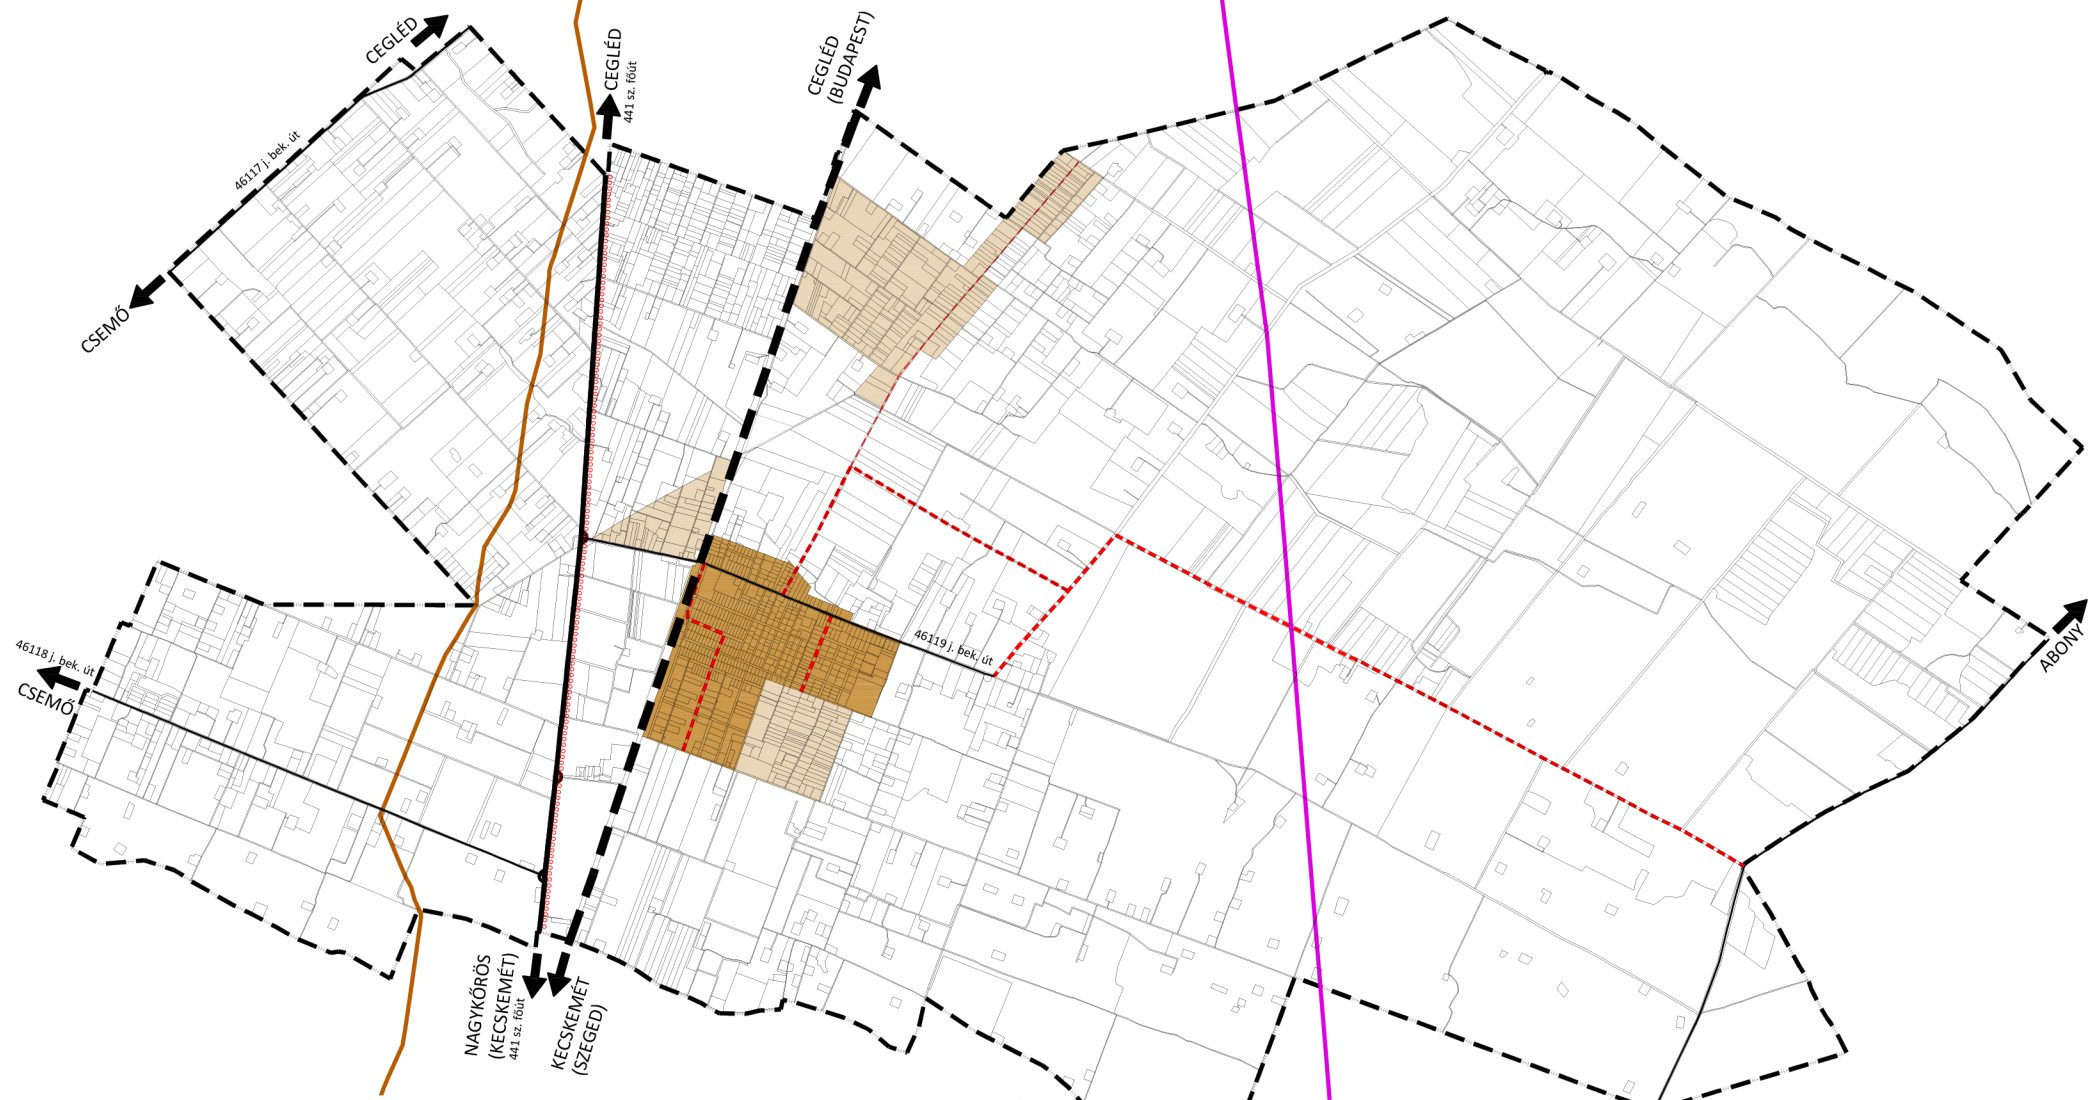 CEGLÉD
CEGLÉD
441 sz. főút
CEGLÉD
(BUDAPEST)
46117 j. bek. út
CSEMŐ
46118 j. bek. út
CSEMŐ
46119 j. bek. út
ABONY
NAGYKŐRÖS
(KECSKEMÉT)
441 sz. főút
KECSKEMÉT
(SZEGED)